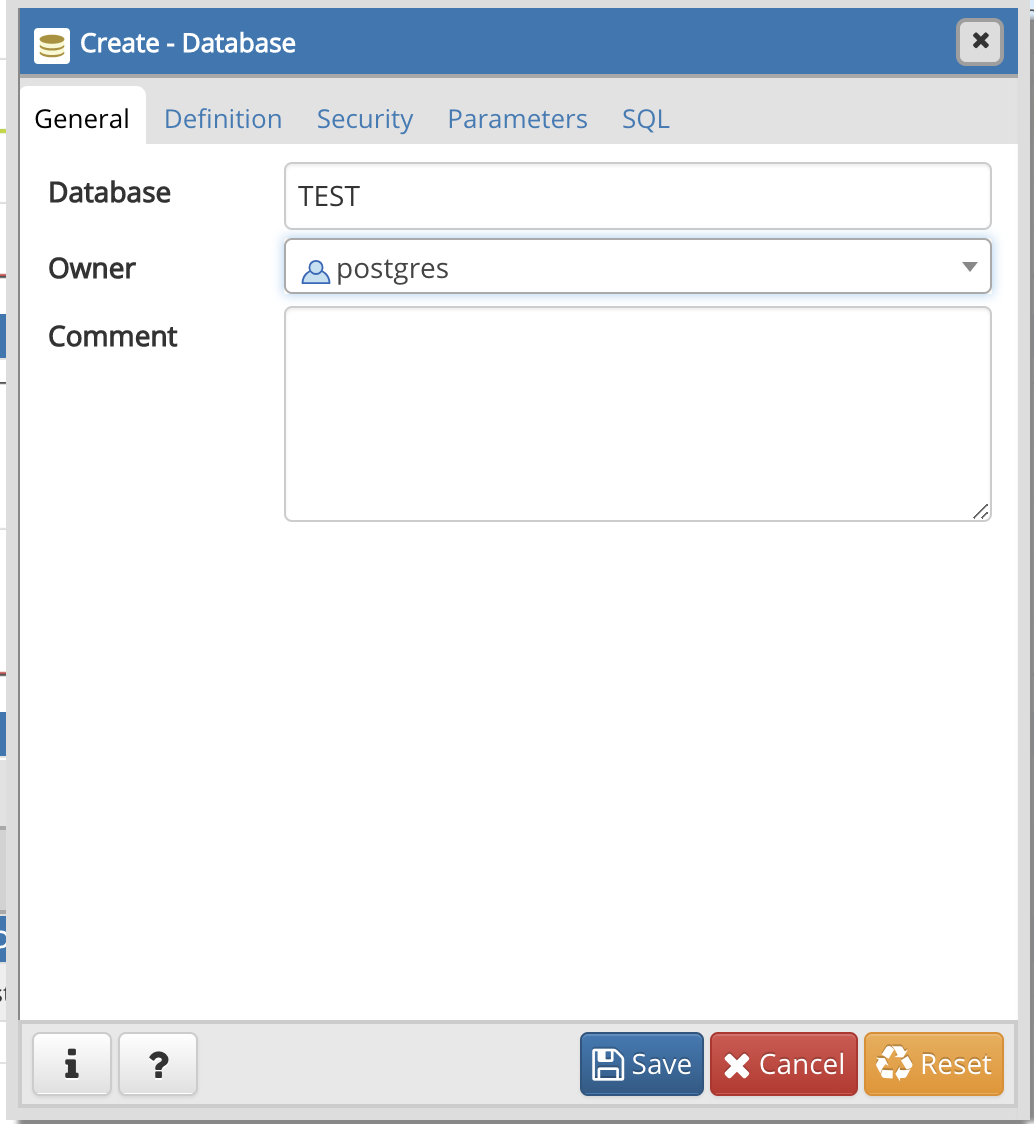 Create - Database
General Definition Security Parameters SQL
Database TEST
Owner postgres
Comment
i ? Save Cancel Reset